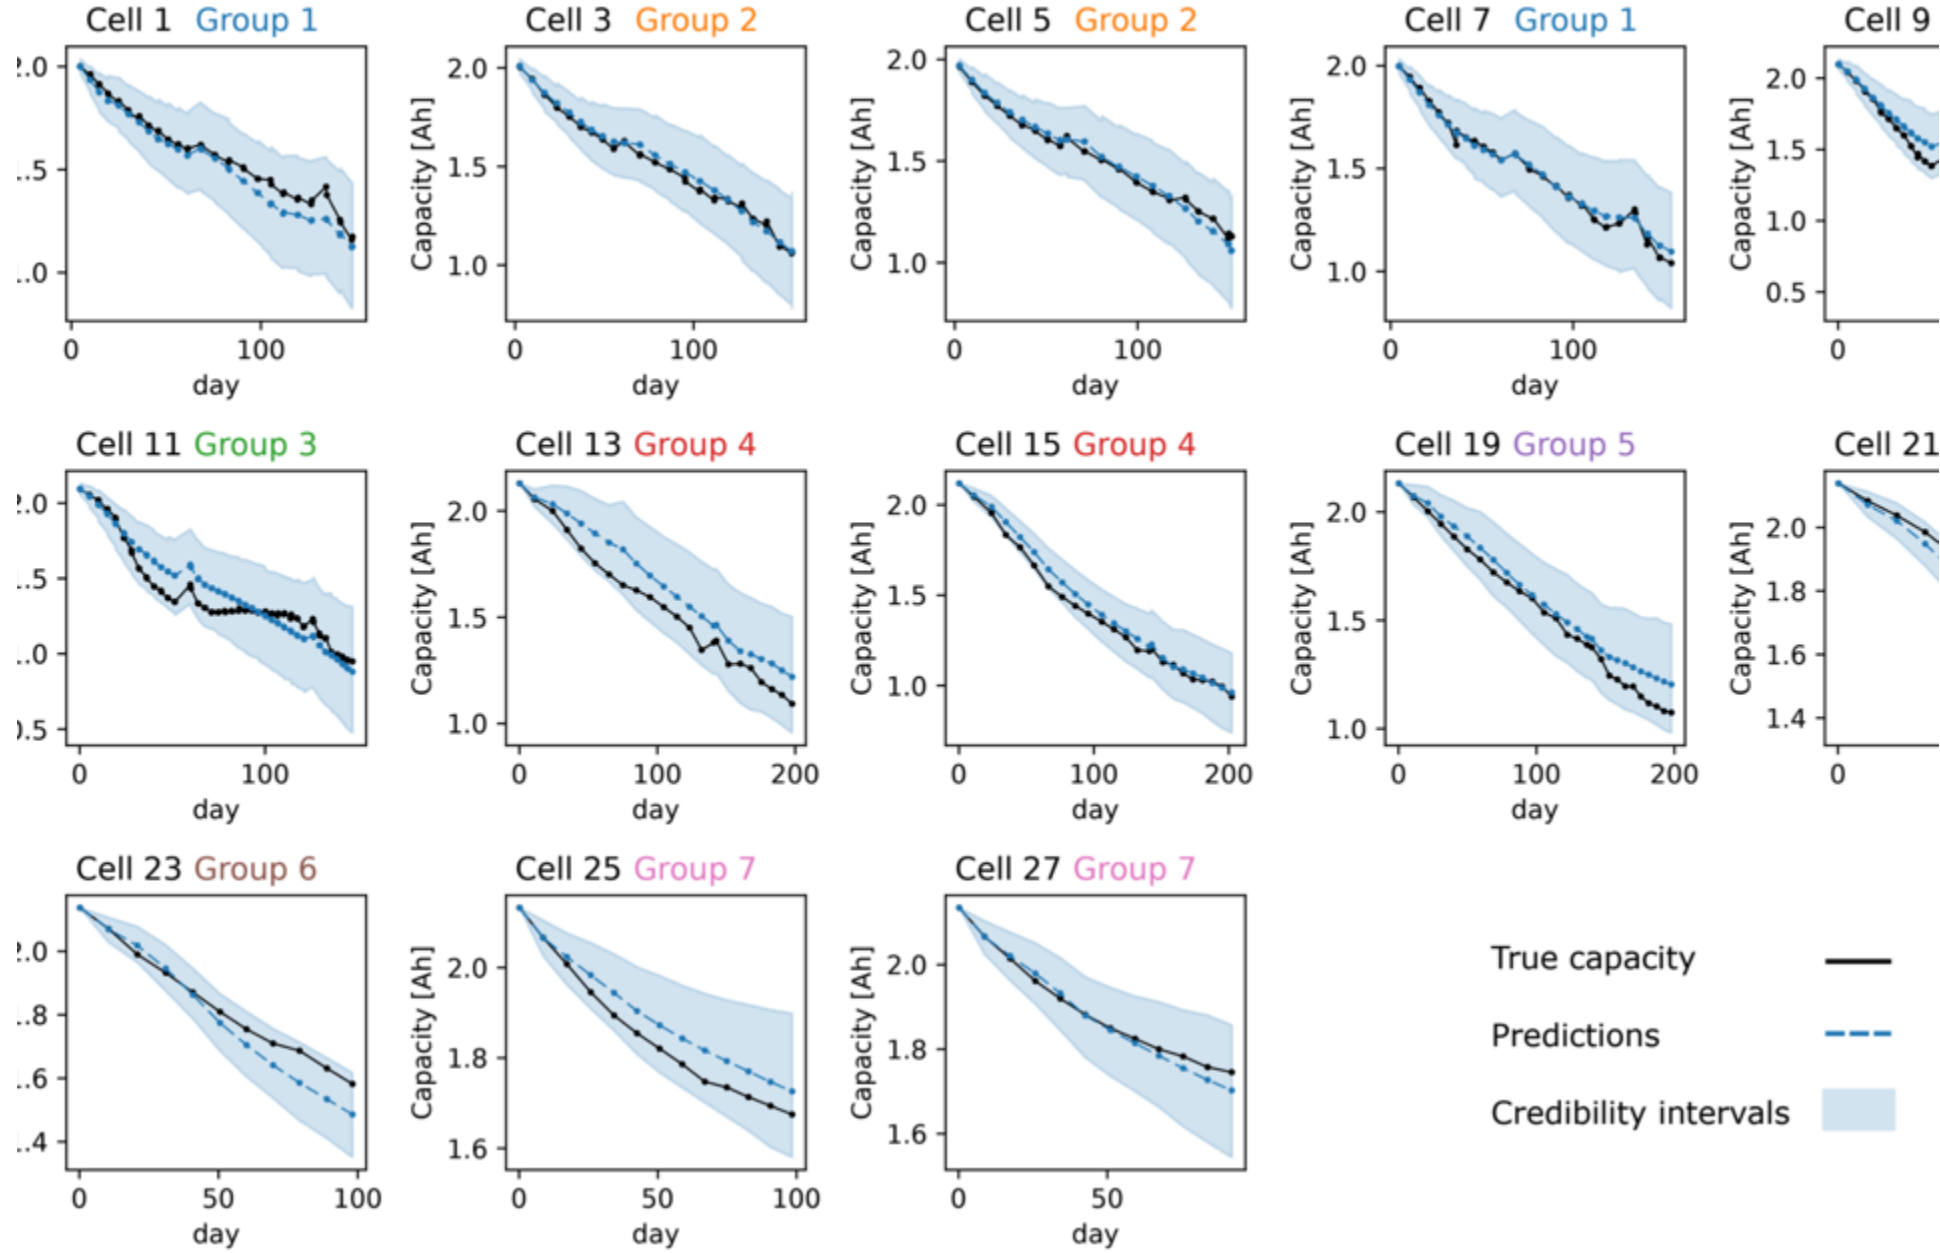 Cell 1 Group 1 Cell 3 Group 2 Cell 5 Group 2 Cell 7 Group 1 Cell 9
Capacity [Ah] Capacity [Ah] Capacity [Ah] Capacity [Ah]
2.0 2.0 2.0 2.0
1.5 1.5 1.5 1.5 1.5
1.0 1.0 1.0 1.0
0.5
0 100 0 100 0 100 0 100 0
day day day day
Cell 11 Group 3 Cell 13 Group 4 Cell 15 Group 4 Cell 19 Group 5 Cell 21
Capacity [Ah] Capacity [Ah] Capacity [Ah] Capacity [Ah]
2.0 2.0 2.0 2.0
1.5 1.5 1.5 1.8
1.0 1.0 1.0 1.6
1.4
0 100 0 100 200 0 100 200 0 100 200 0
day day day day
Cell 23 Group 6 Cell 25 Group 7 Cell 27 Group 7
Capacity [Ah] Capacity [Ah]
2.0 2.0
1.8 1.8
1.6 1.6
0 50 100 0 50 100 0 50
day day day
True capacity
Predictions
Credibility intervals